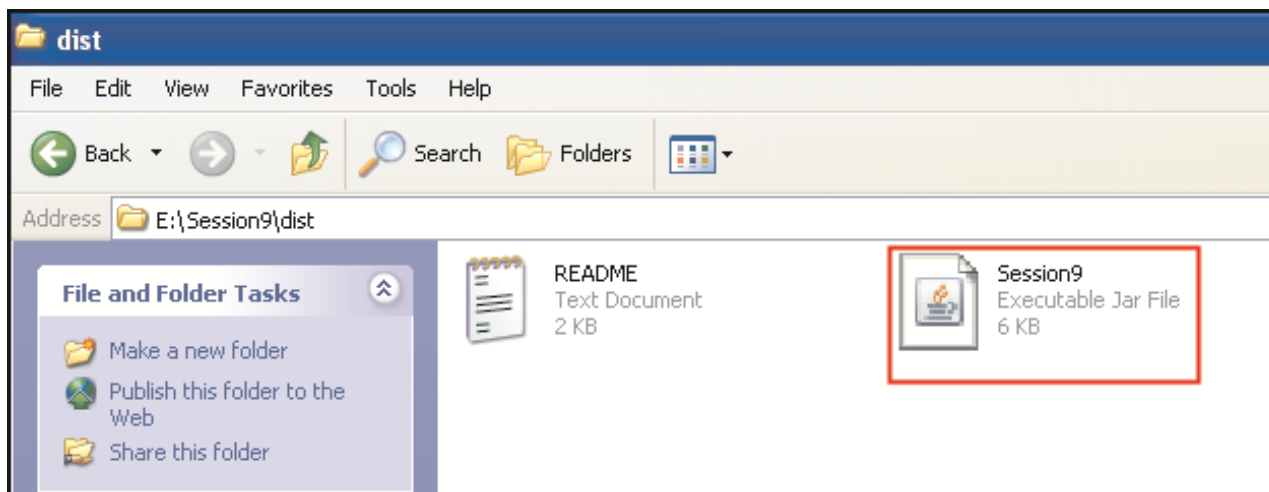 dist
File Edit View Favorites Tools Help
Back Search Folders
Address E:\Session9\dist
File and Folder Tasks
Make a new folder
Publish this folder to the
Web
Share this folder
README
Text Document
2 KB
Session9
Executable Jar File
6 KB